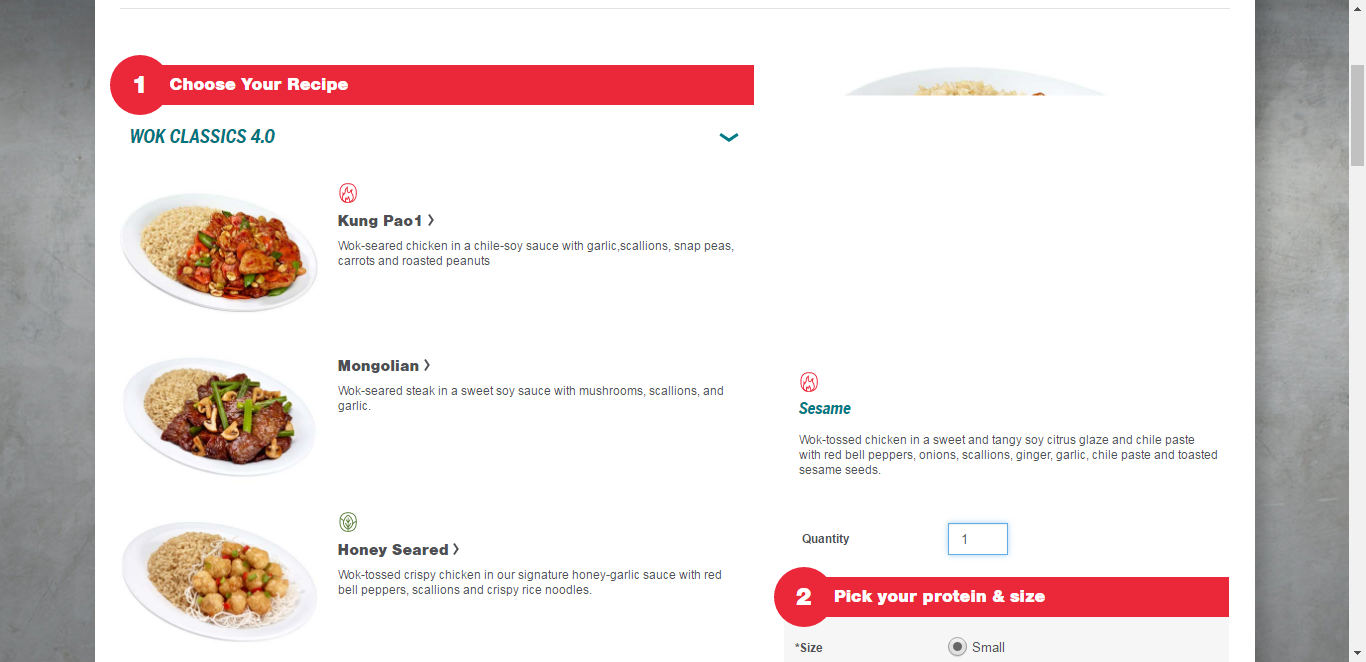 1 Choose Your Recipe
WOK CLASSICS 4.0
Kung Pao1 >
Wok-seared chicken in a chile-soy sauce with garlic,scallions, snap peas,
carrots and roasted peanuts
Mongolian >
Wok-seared steak in a sweet soy sauce with mushrooms, scallions, and
garlic.
Honey Seared >
Wok-tossed crispy chicken in our signature honey-garlic sauce with red
bell peppers, scallions and crispy rice noodles.
Sesame
Wok-tossed chicken in a sweet and tangy soy citrus glaze and chile paste
with red bell peppers, onions, scallions, ginger, garlic, chile paste and toasted
sesame seeds.
Quantity 1
2 Pick your protein & size
*Size Small